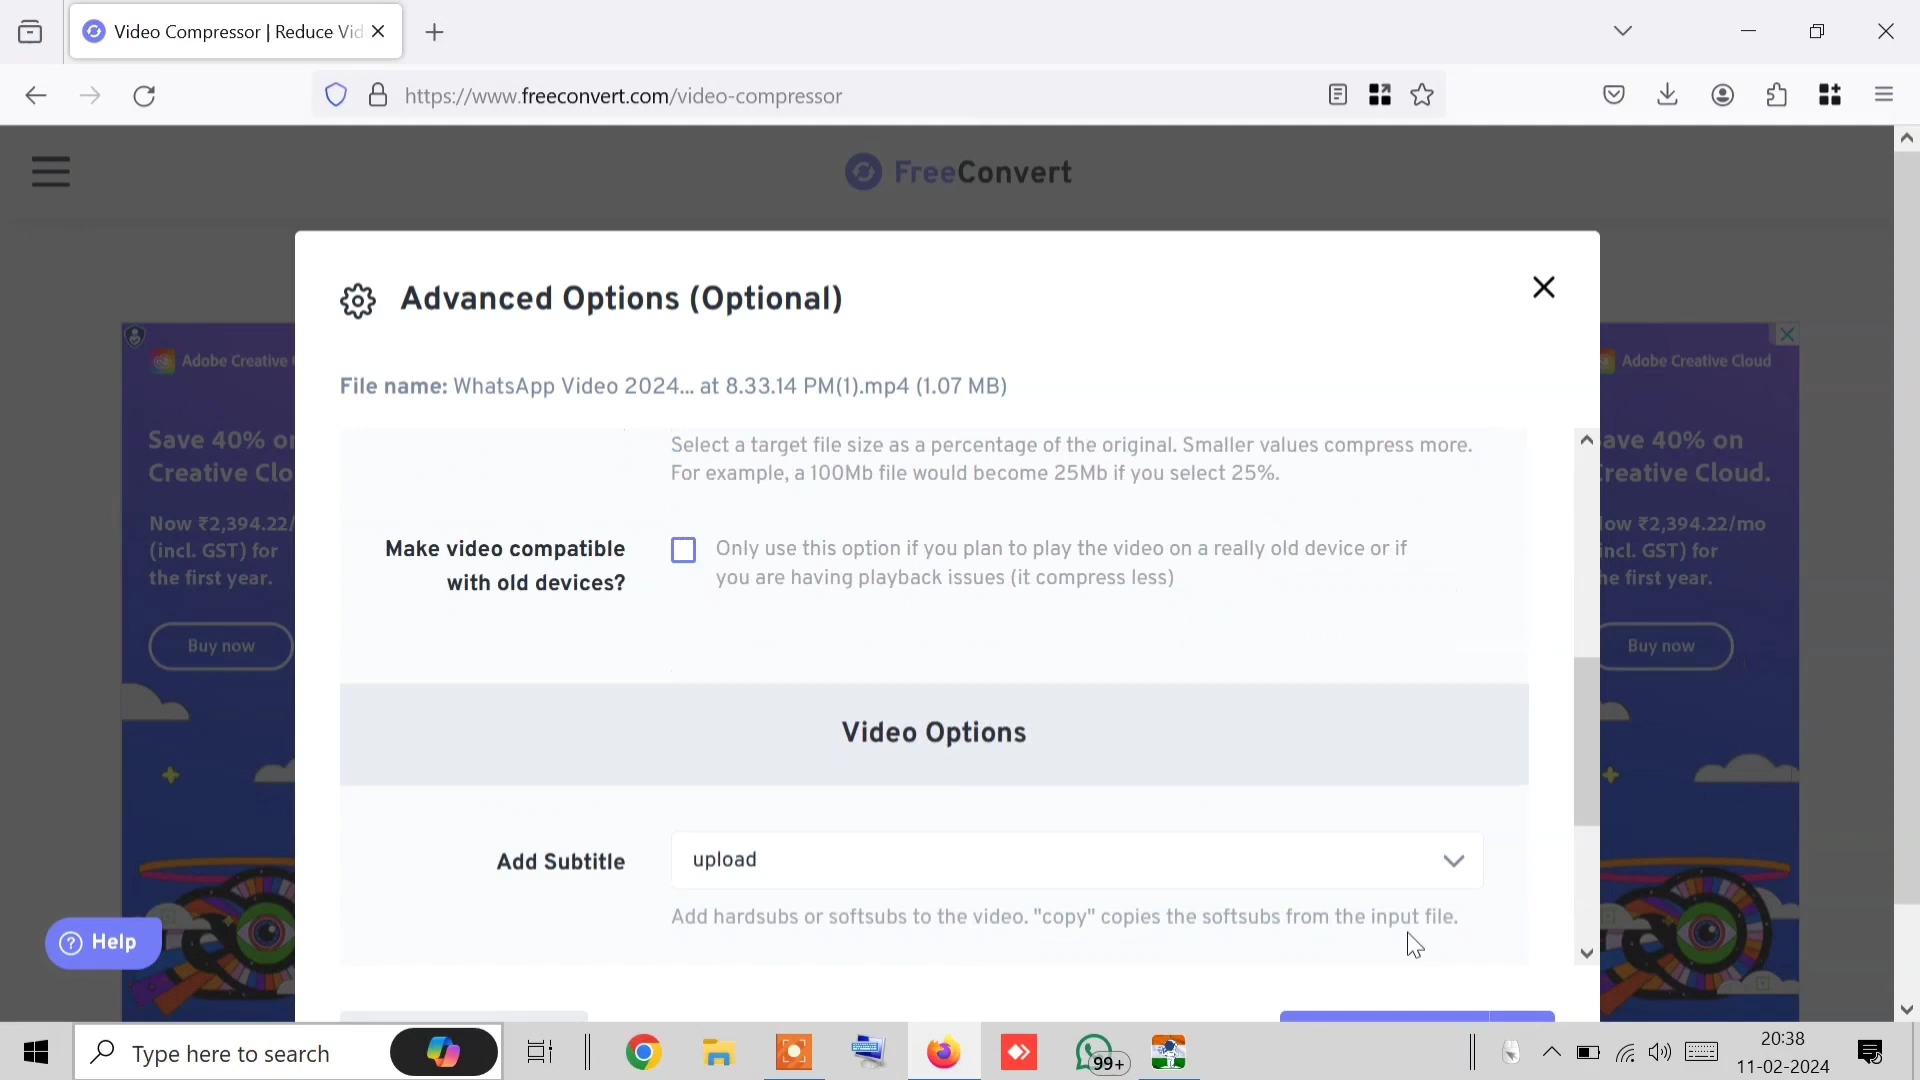 Video Compressor | Reduce Vid
https://www.freeconvert.com/video-compressor
FreeConvert
Advanced Options (Optional)
File name: WhatsApp Video 2024... at 8.33.14 PM(1).mp4 (1.07 MB)
Select a target file size as a percentage of the original. Smaller values compress more.
For example, a 100Mb file would become 25Mb if you select 25%.
Make video compatible
with old devices?
Only use this option if you plan to play the video on a really old device or if
you are having playback issues (it compress less)
Video Options
Add Subtitle
upload
Add hardsubs or softsubs to the video. "copy" copies the softsubs from the input file.
Adobe Creative
Save 40% o
Creative Clo
Now ₹2,394.22/
(incl. GST) for
the first year.
Buy now
Adobe Creative Cloud
ave 40% on
reative Cloud.
ow ₹2,394.22/mo
incl. GST) for
he first year.
Buy now
Help
Type here to search
99+
20:38
11-02-2024